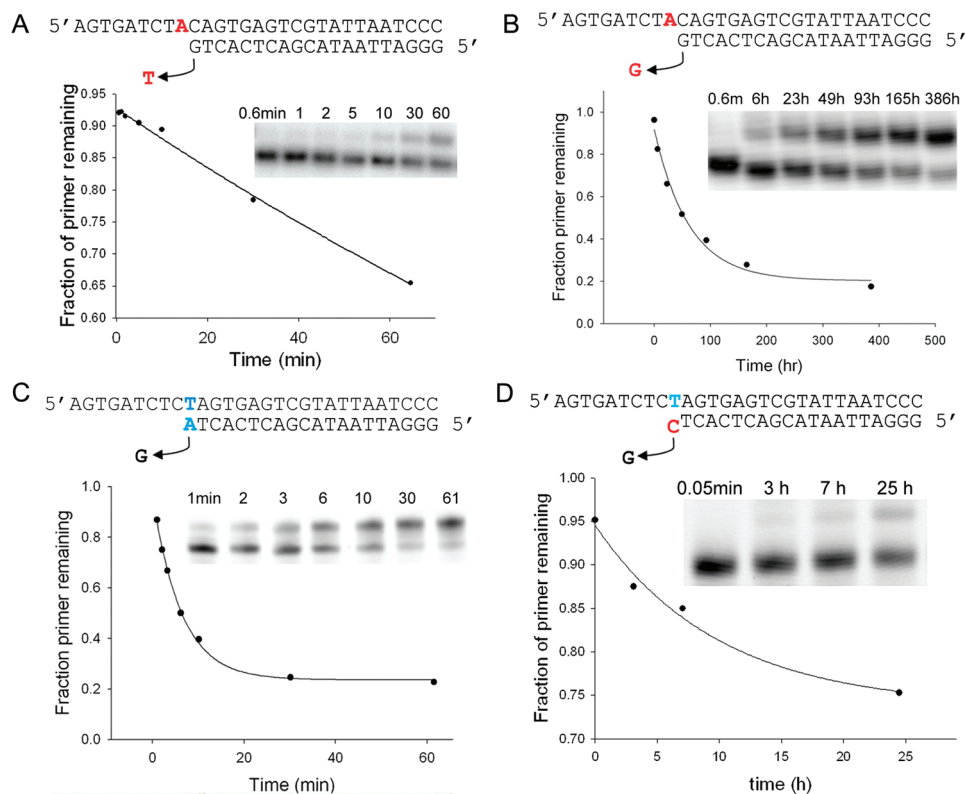 A
5′ AGTGATCTACAGTGAGTCGTATTAATCCC
GTCACTCAGCATAATTAGGG 5′
T
Fraction of primer remaining
0.95
0.90
0.85
0.75
0.65
0.60
0.6min 1 2 5 10 30 60
0 20 40 60
Time (min)
B
5′ AGTGATCTACAGTGAGTCGTATTAATCCC
GTCACTCAGCATAATTAGGG 5′
G
Fraction primer remaining
1.0
0.8
0.6
0.4
0.2
0.0
0.6m 6h 23h 49h 93h 165h 386h
0 100 200 300 400 500
Time (hr)
C
5′ AGTGATCTCTAGTGAGTCGTATTAATCCC
ATCACTCAGCATAATTAGGG 5′
G
Fraction primer remaining
1.0
0.8
0.6
0.4
0.2
0.0
1min 2 3 6 10 30 61
0 20 40 60
Time (min)
D
5′ AGTGATCTCTAGTGAGTCGTATTAATCCC
CTCACTCAGCATAATTAGGG 5′
G
Fraction of primer remaining
1.00
0.95
0.90
0.85
0.75
0.70
0.05min 3 h 7 h 25 h
0 5 10 15 20 25
time (h)